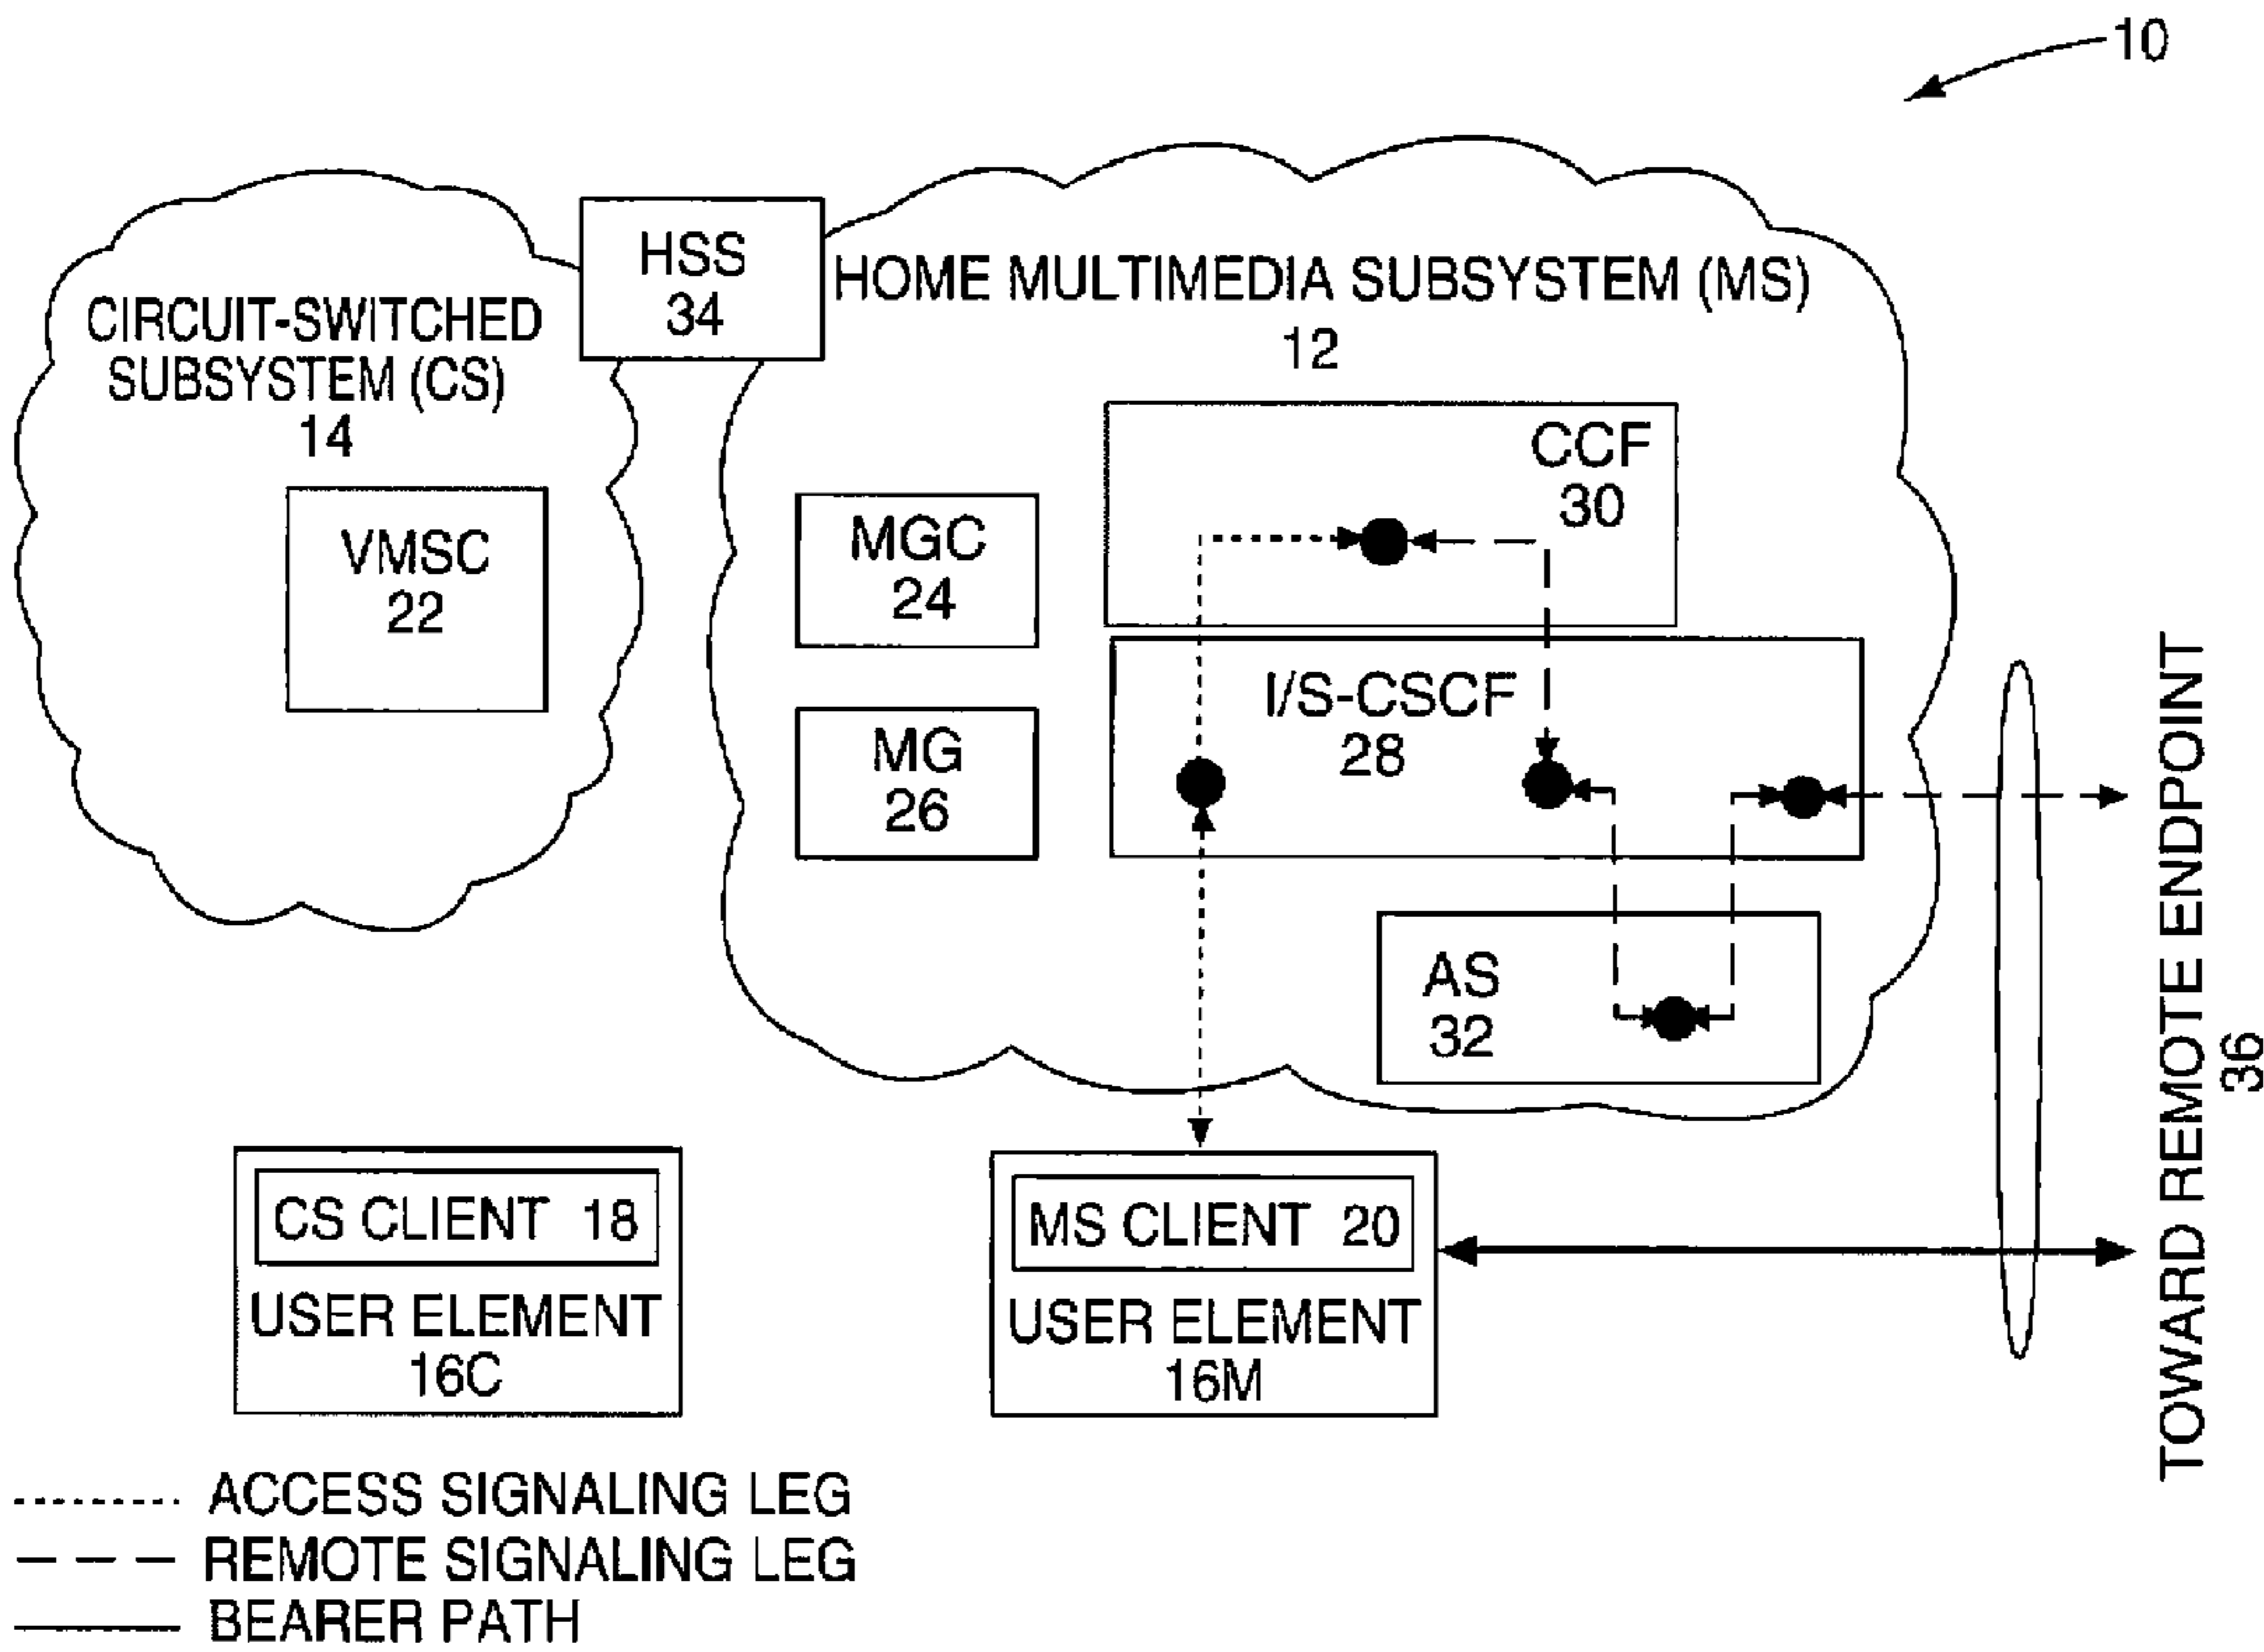 10
HSS
34
HOME MULTIMEDIA SUBSYSTEM (MS)
12
CIRCUIT-SWITCHED
SUBSYSTEM (CS)
14
VMSC
22
MGC
24
MG
26
CCF
30
I/S-CSCF
28
AS
32
TOWARD REMOTE ENDPOINT
36
CS CLIENT 18
USER ELEMENT
16C
MS CLIENT 20
USER ELEMENT
16M
ACCESS SIGNALING LEG
REMOTE SIGNALING LEG
BEARER PATH